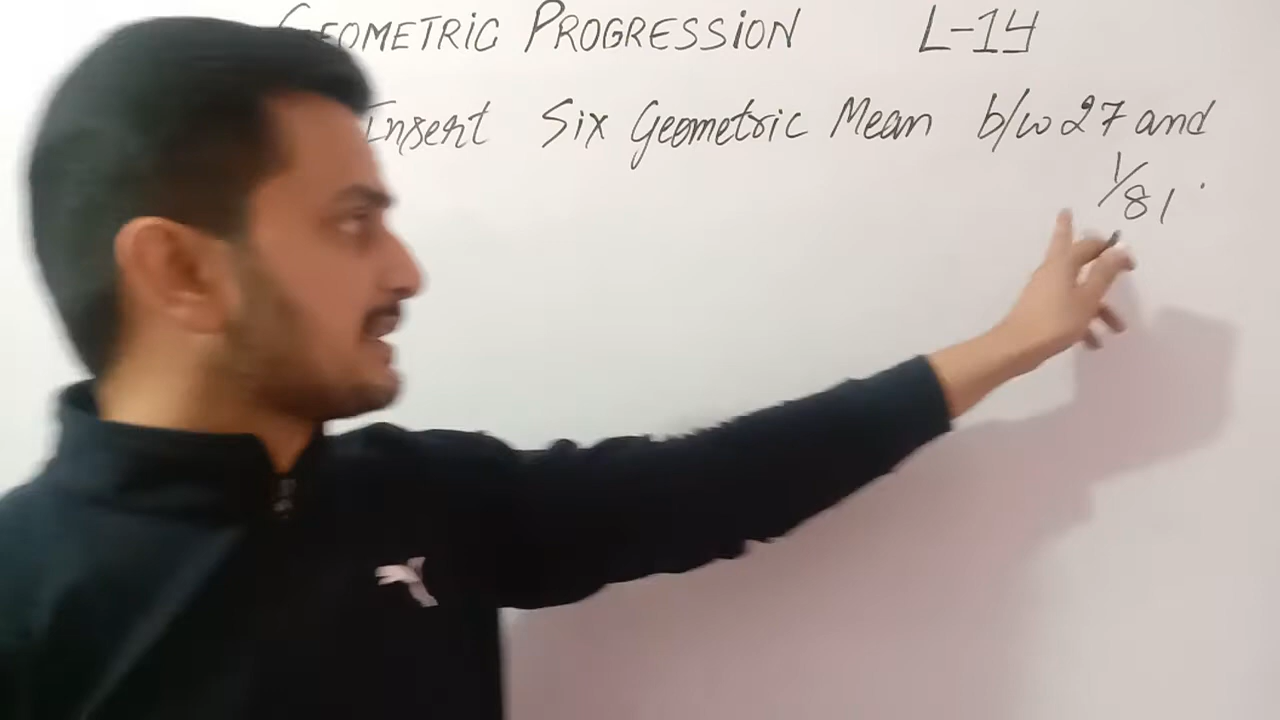 GEOMETRIC PROGRESSION L-14
Insert Six Geometric Mean b/w 27 and
1/81.